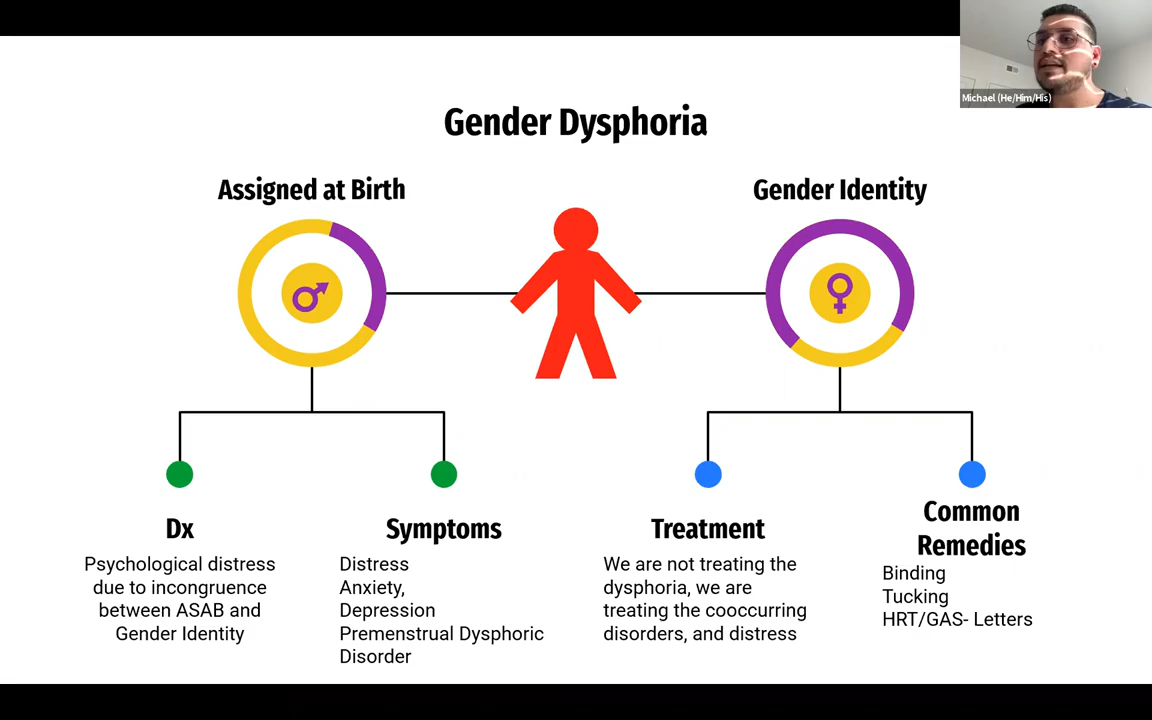 Michael (He/Him/His)
Gender Dysphoria
Assigned at Birth
Gender Identity
Dx
Psychological distress
due to incongruence
between ASAB and
Gender Identity
Symptoms
Distress
Anxiety,
Depression
Premenstrual Dysphoric
Disorder
Treatment
We are not treating the
dysphoria, we are
treating the cooccurring
disorders, and distress
Common
Remedies
Binding
Tucking
HRT/GAS- Letters